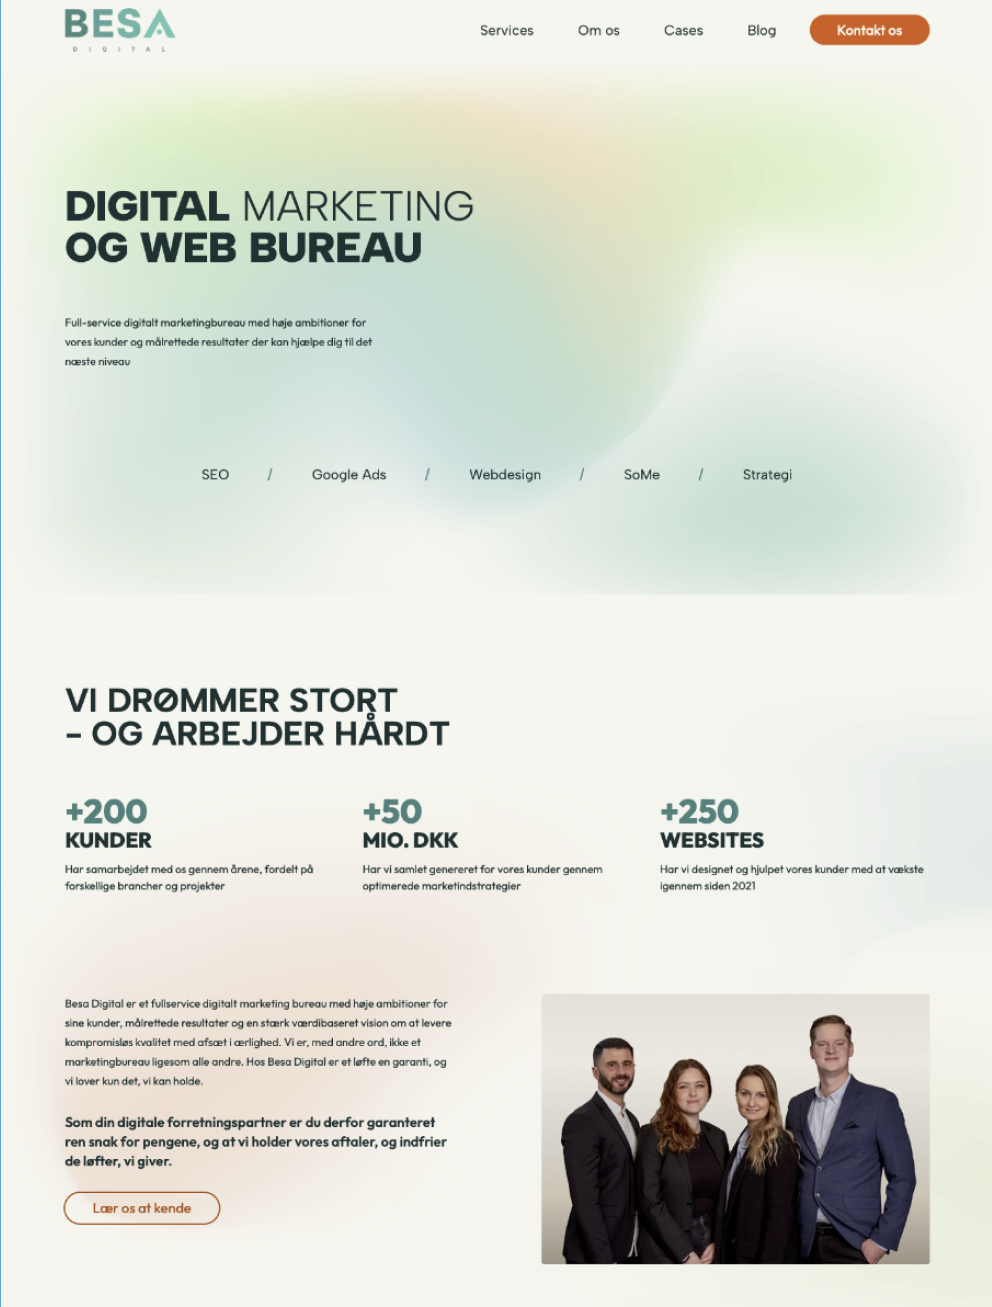 BESA
DIGITAL
Services
Om os
Cases
Blog
Kontakt os
DIGITAL MARKETING
OG WEB BUREAU
Full-service digitalt marketingbureau med høje ambitioner for
vores kunder og målrettede resultater der kan hjælpe dig til det
næste niveau
SEO / Google Ads / Webdesign / SoMe / Strategi
VI DRØMMER STORT
– OG ARBEJDER HÅRDT
+200
KUNDER
Har samarbejdet med os gennem årene, fordelt på
forskellige brancher og projekter
+50
MIO. DKK
Har vi samlet genereret for vores kunder gennem
optimerede marketindstrategier
+250
WEBSITES
Har vi designet og hjulpet vores kunder med at vækste
igennem siden 2021
Besa Digital er et fullservice digitalt marketing bureau med høje ambitioner for
sine kunder, målrettede resultater og en stærk værdibaseret vision om at levere
kompromisløs kvalitet med afsæt i ærlighed. Vi er, med andre ord, ikke et
marketingbureau ligesom alle andre. Hos Besa Digital er et løfte en garanti, og
vi lover kun det, vi kan holde.
Som din digitale forretningspartner er du derfor garanteret
ren snak for pengene, og at vi holder vores aftaler, og indfrier
de løfter, vi giver.
Lær os at kende